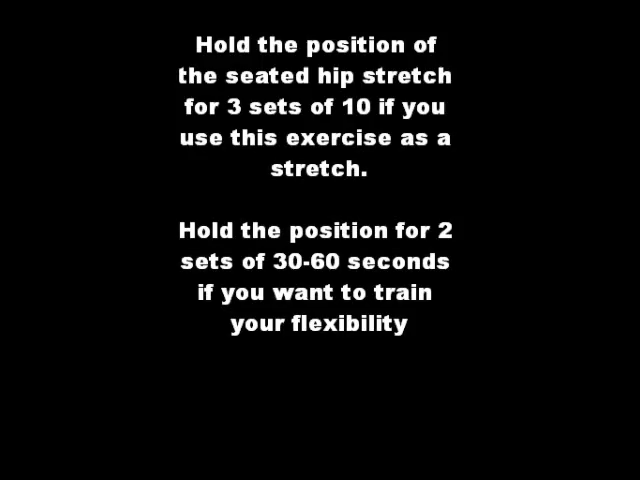 Hold the position of
the seated hip stretch
for 3 sets of 10 if you
use this exercise as a
stretch.
Hold the position for 2
sets of 30-60 seconds
if you want to train
your flexibility